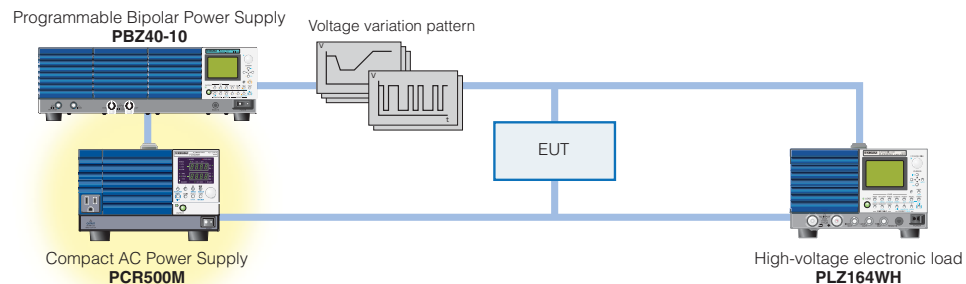 Programmable Bipolar Power Supply
PBZ40-10
Voltage variation pattern
V
V
t
EUT
Compact AC Power Supply
PCR500M
High-voltage electronic load
PLZ164WH